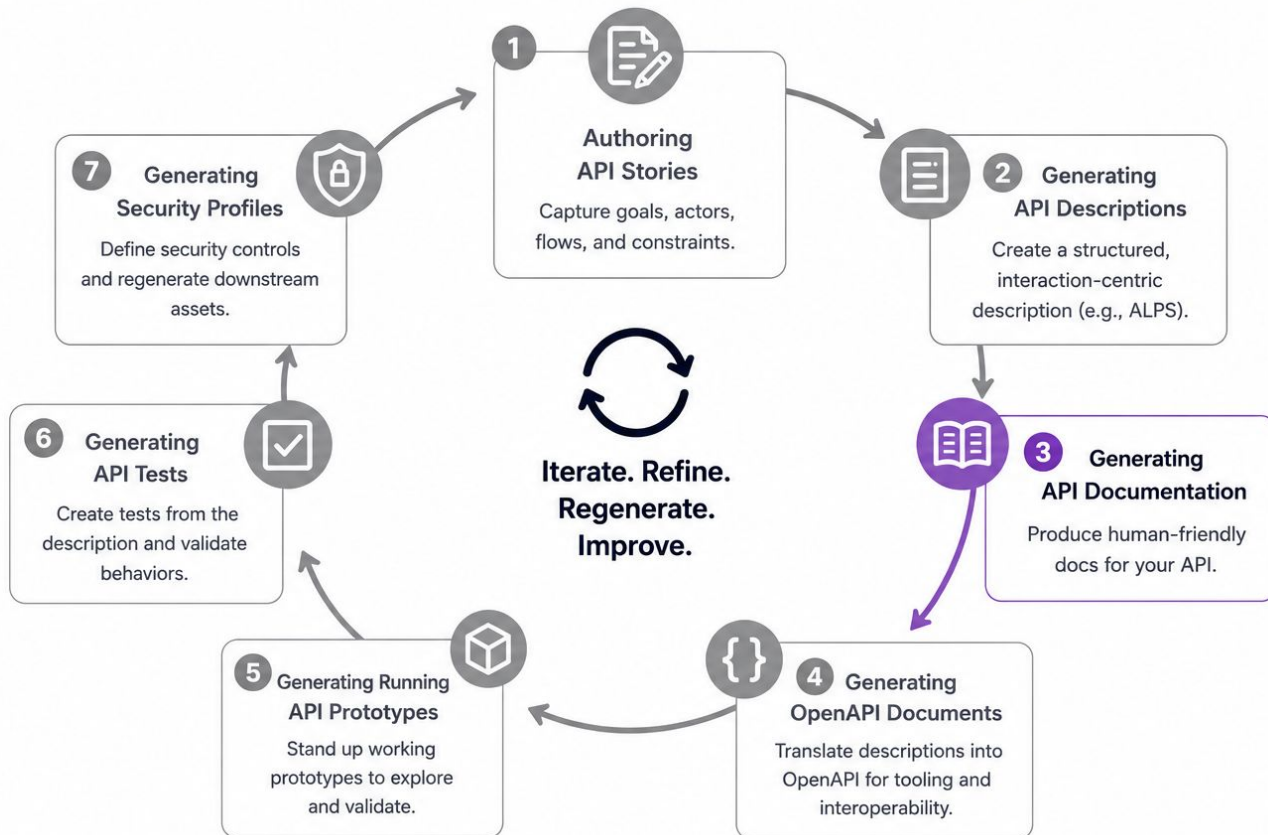 1
Authoring
API Stories
Capture goals, actors,
flows, and constraints.
2
Generating
API Descriptions
Create a structured,
interaction-centric
description (e.g., ALPS).
3
Generating
API Documentation
Produce human-friendly
docs for your API.
4
Generating
OpenAPI Documents
Translate descriptions into
OpenAPI for tooling and
interoperability.
{}
5
Generating Running
API Prototypes
Stand up working
prototypes to explore
and validate.
6
Generating
API Tests
Create tests from the
description and validate
behaviors.
7
Generating
Security Profiles
Define security controls
and regenerate downstream
assets.
Iterate. Refine.
Regenerate.
Improve.